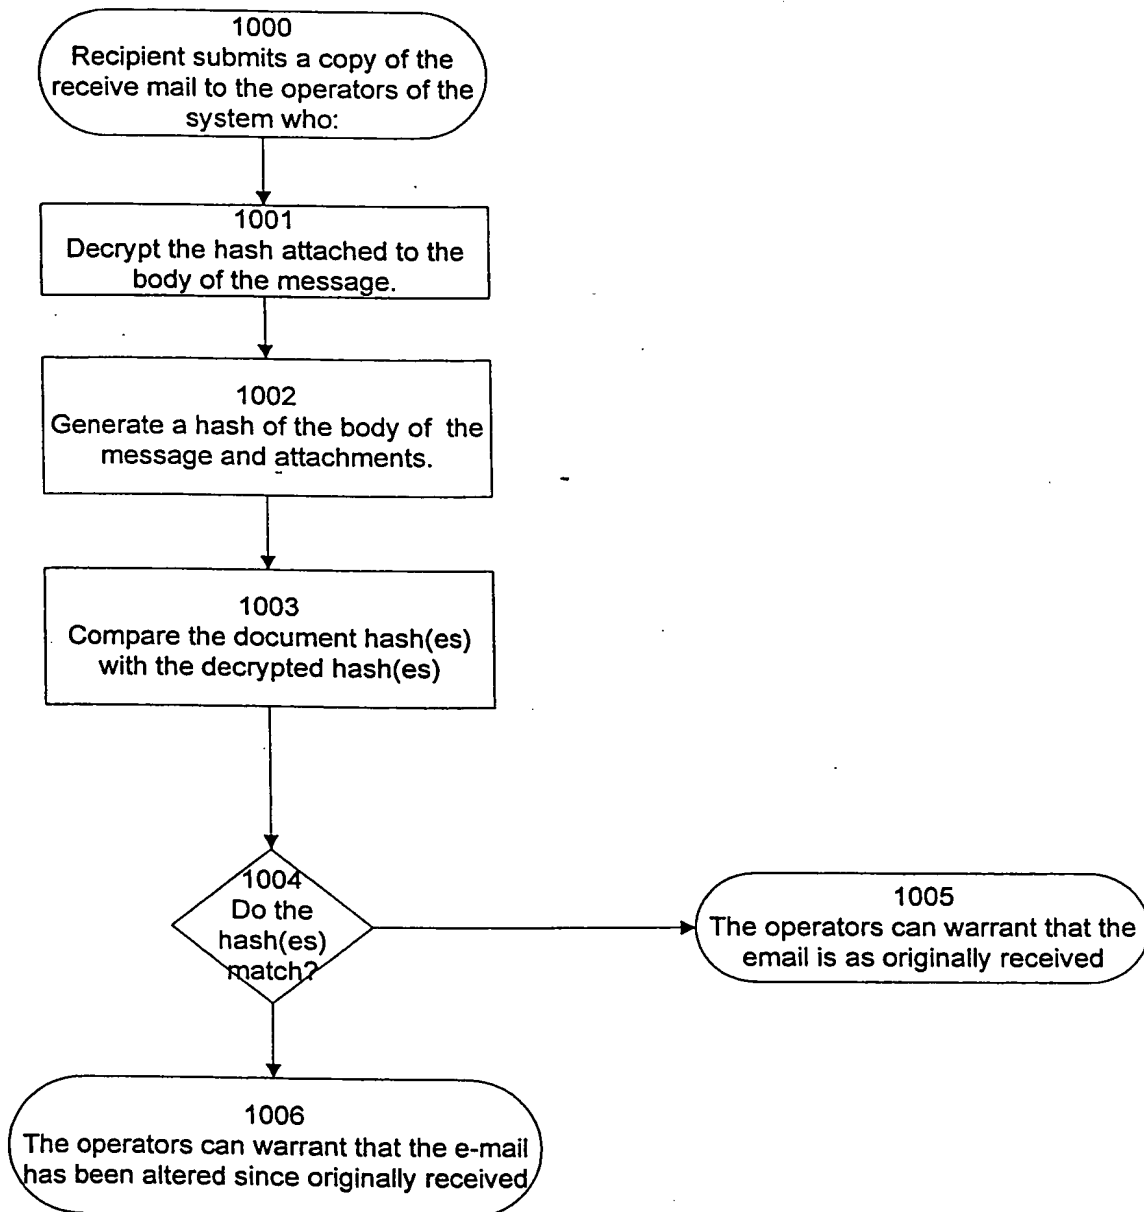 1000
Recipient submits a copy of the
receive mail to the operators of the
system who:
1001
Decrypt the hash attached to the
body of the message.
1002
Generate a hash of the body of the
message and attachments.
1003
Compare the document hash(es)
with the decrypted hash(es)
1004
Do the
hash(es)
match?
1005
The operators can warrant that the
email is as originally received
1006
The operators can warrant that the e-mail
has been altered since originally received